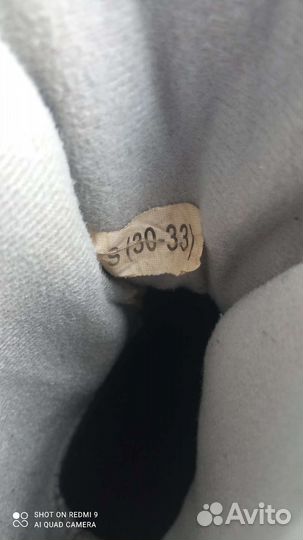 S (30-33)
SHOT ON REDMI 9
AI QUAD CAMERA
Avito